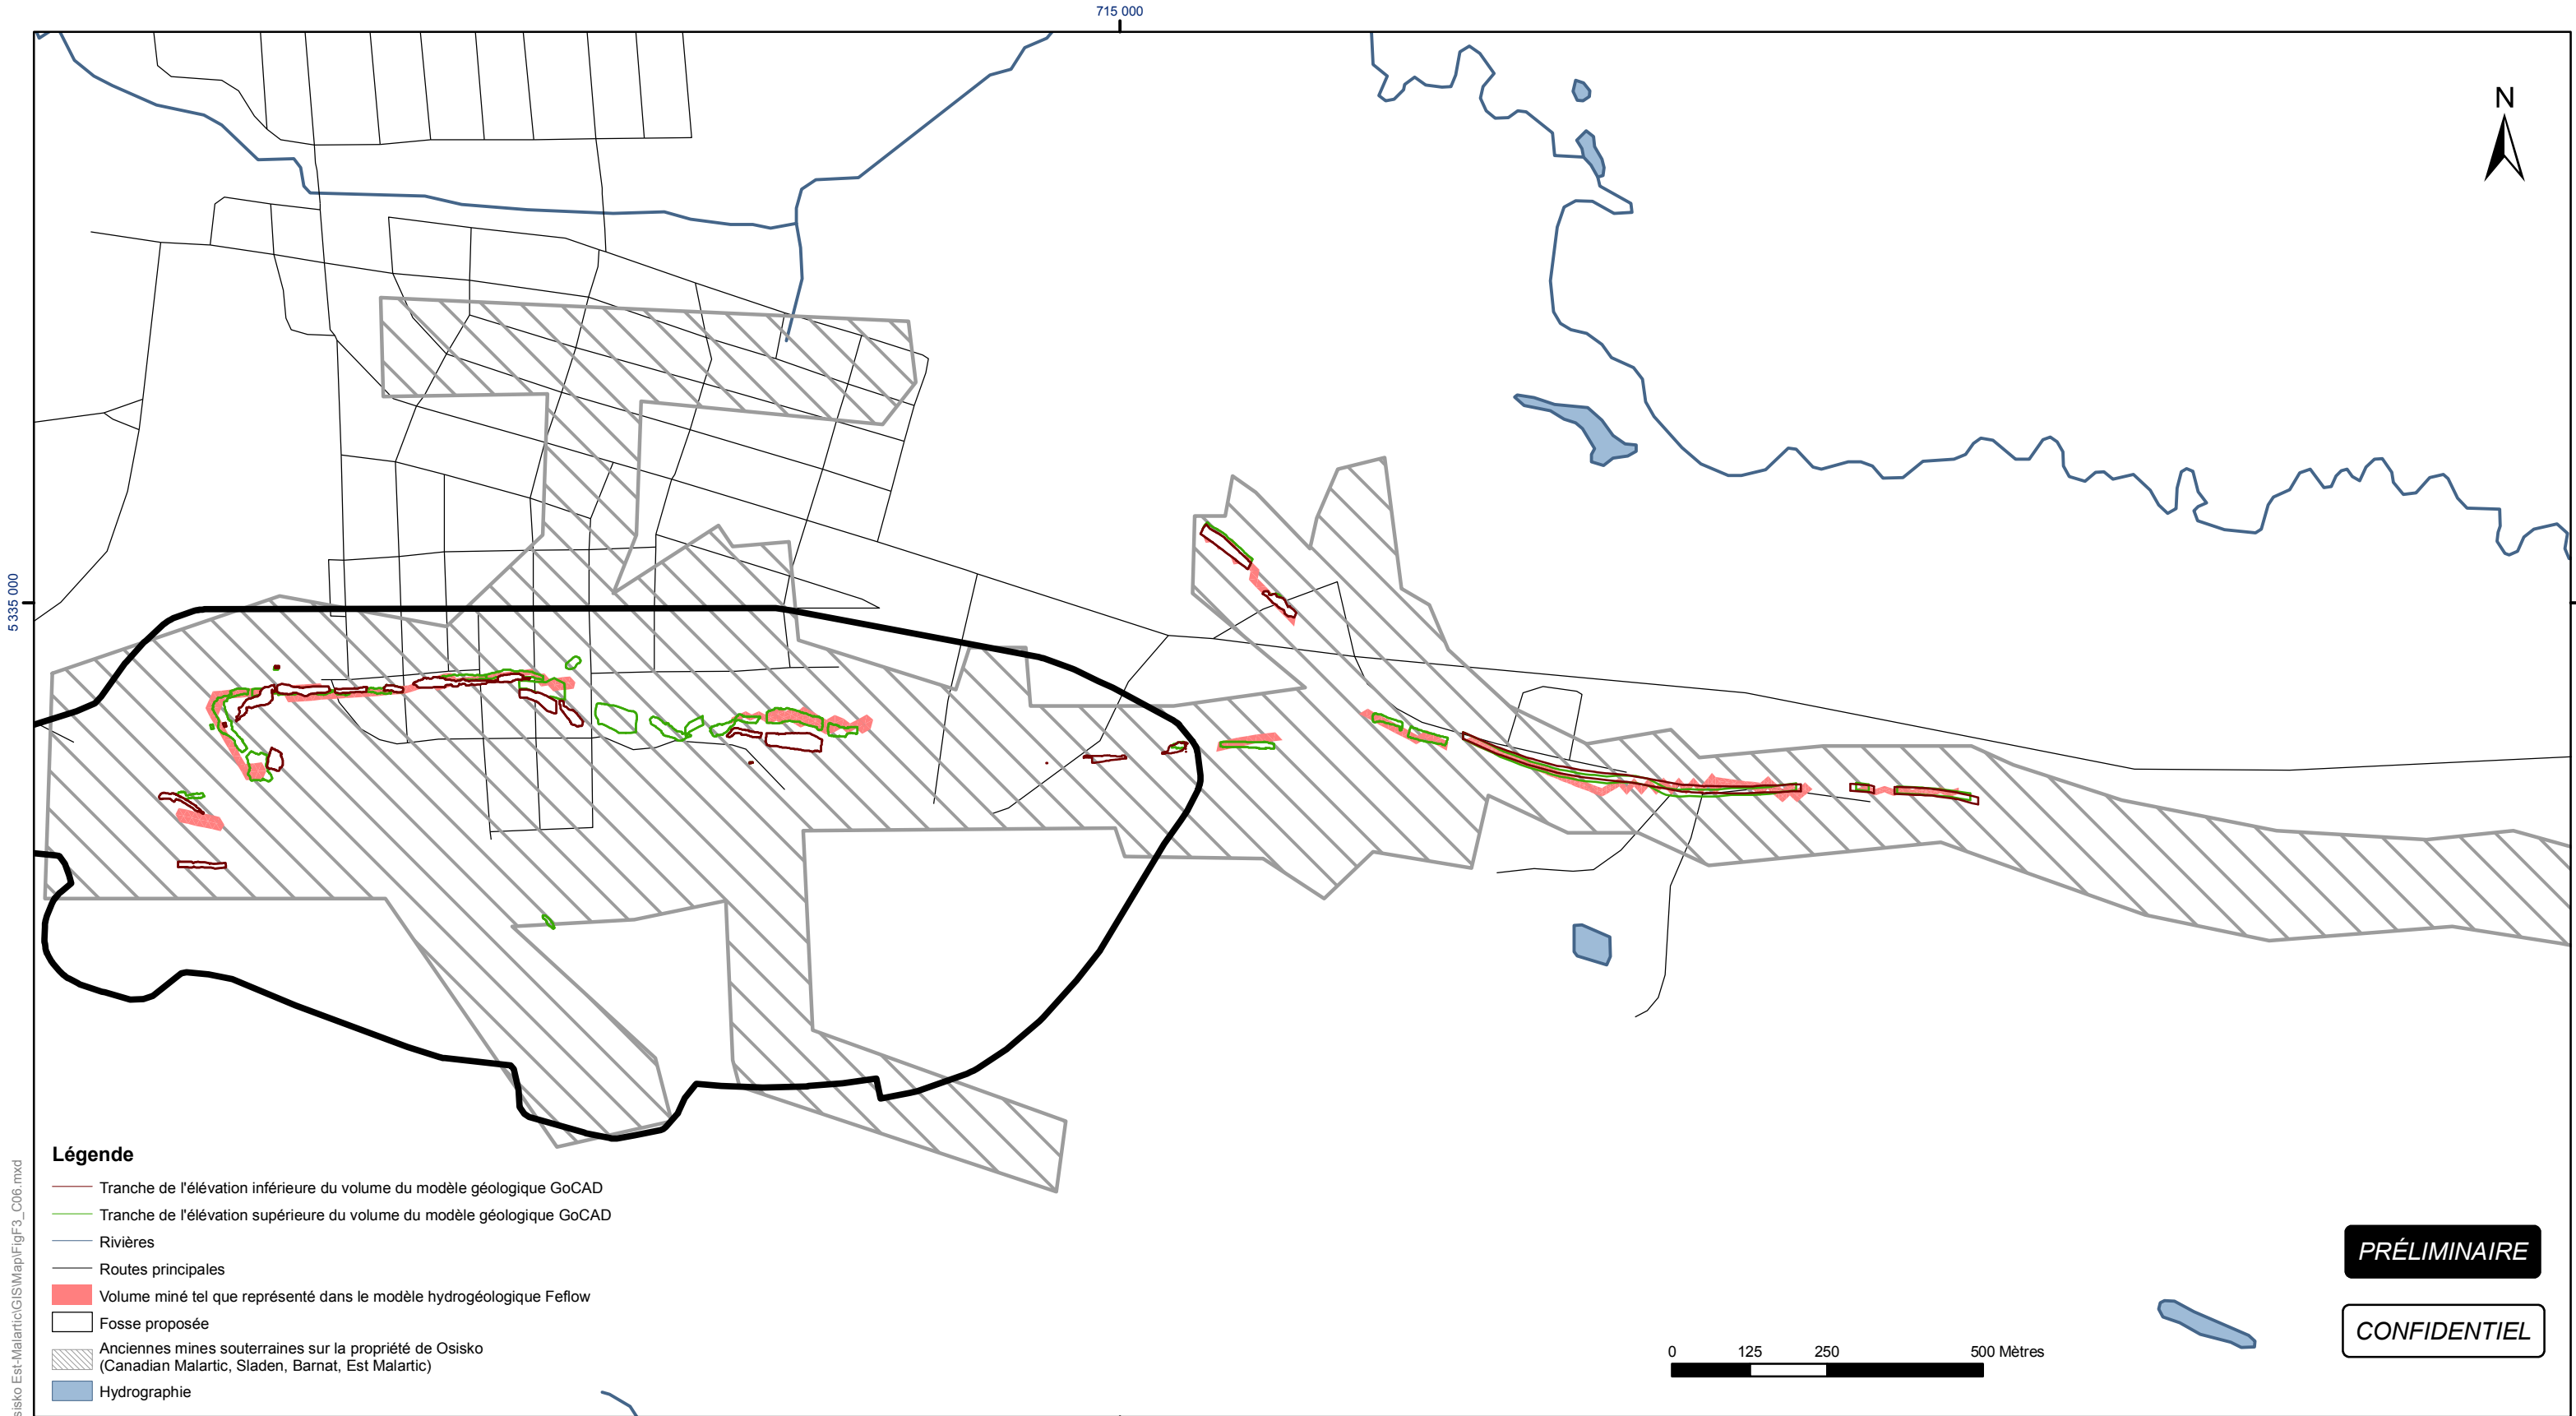 715 000
N
5 335 000
Légende
Tranche de l'élévation inférieure du volume du modèle géologique GoCAD
Tranche de l'élévation supérieure du volume du modèle géologique GoCAD
Rivières
Routes principales
Volume miné tel que représenté dans le modèle hydrogéologique Feflow
Fosse proposée
Anciennes mines souterraines sur la propriété de Osisko
(Canadian Malartic, Sladen, Barnat, Est Malartic)
Hydrographie
0 125 250 500 Mètres
PRÉLIMINAIRE
CONFIDENTIEL
sisko Est-Malartic\GIS\Map\FigF3_C06.mxd